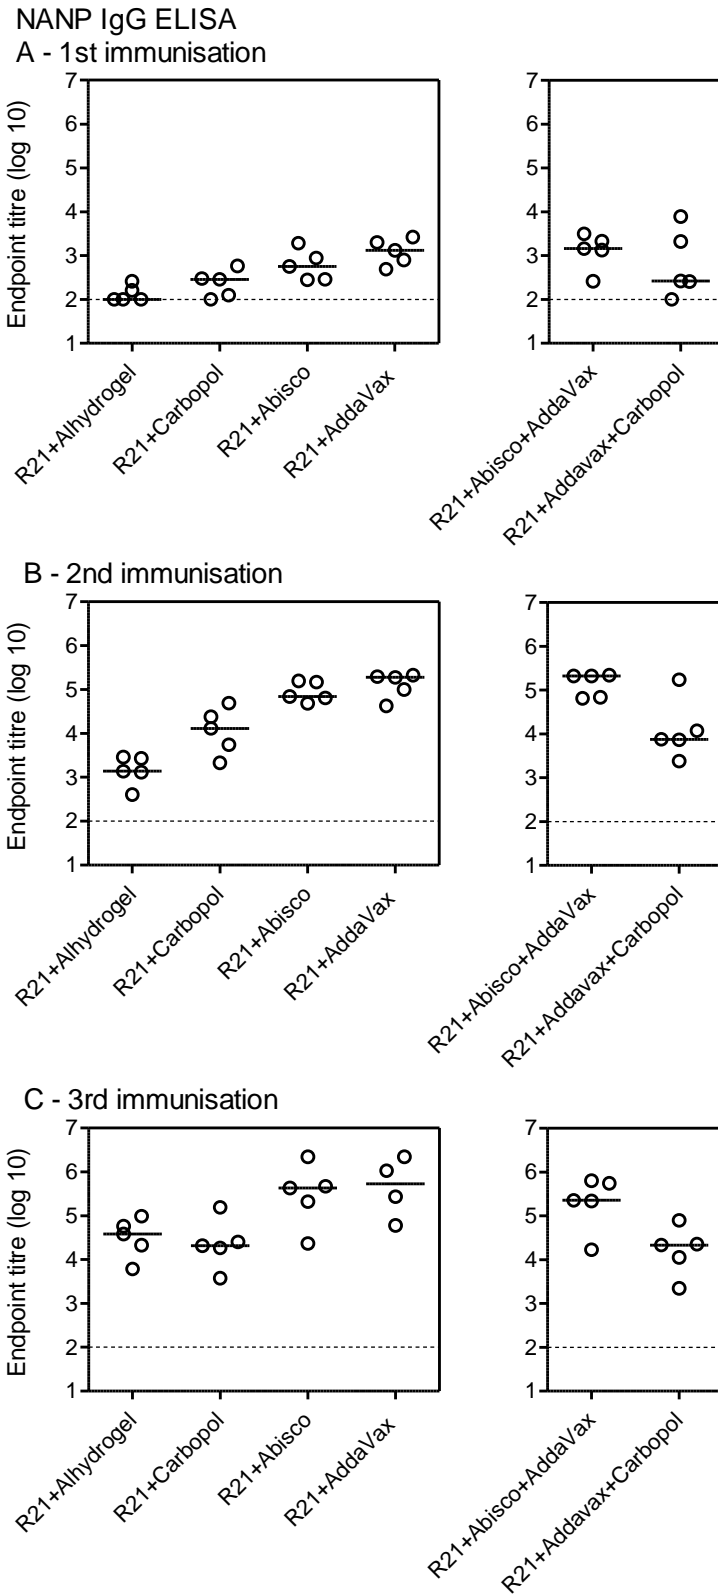 NANP IgG ELISA
A - 1st immunisation
Endpoint titre (log 10)
7
6
5
4
3
2
1
R21+Alhydrogel
R21+Carbopol
R21+Abisco
R21+AddaVax
7
6
5
4
3
2
1
R21+Abisco+AddaVax
R21+Addavax+Carbopol
B - 2nd immunisation
Endpoint titre (log 10)
7
6
5
4
3
2
1
R21+Alhydrogel
R21+Carbopol
R21+Abisco
R21+AddaVax
7
6
5
4
3
2
1
R21+Abisco+AddaVax
R21+Addavax+Carbopol
C - 3rd immunisation
Endpoint titre (log 10)
7
6
5
4
3
2
1
R21+Alhydrogel
R21+Carbopol
R21+Abisco
R21+AddaVax
7
6
5
4
3
2
1
R21+Abisco+AddaVax
R21+Addavax+Carbopol